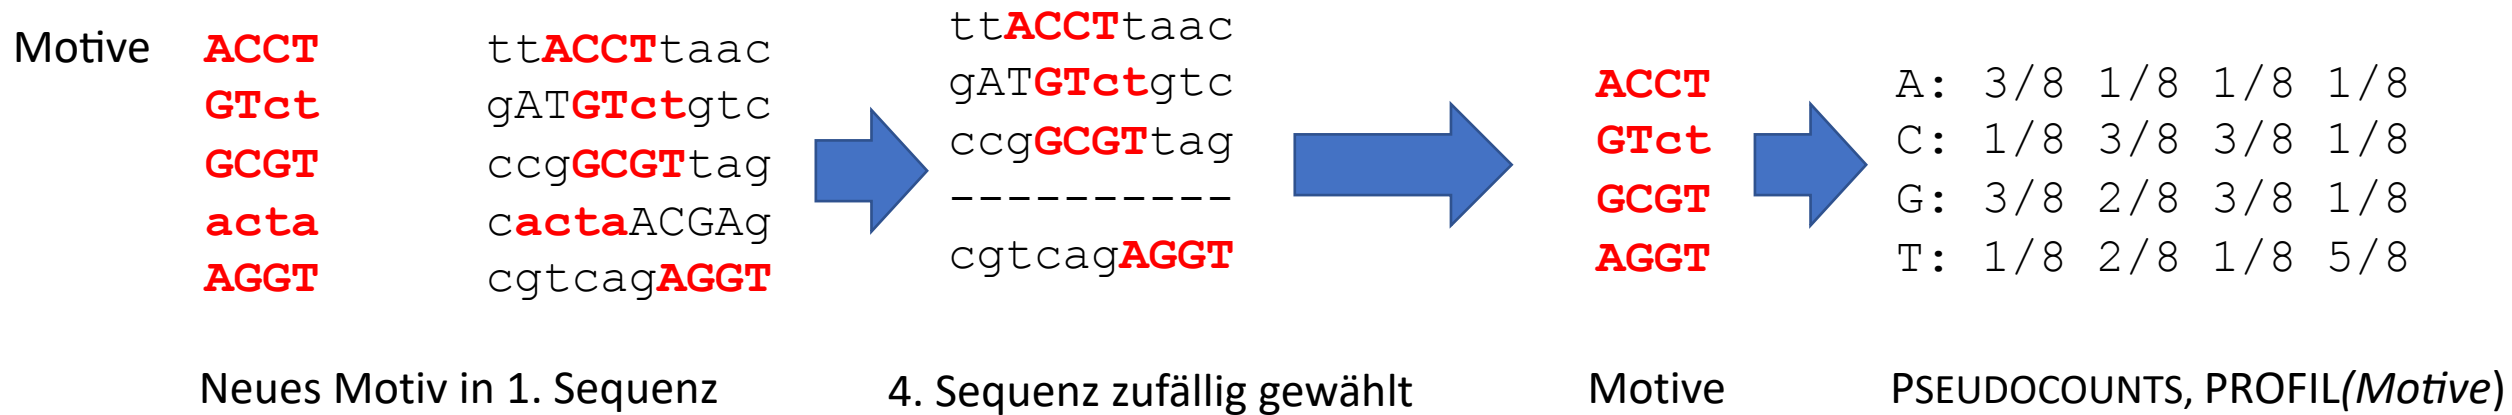 Motive
ACCT
GTct
GCGT
acta
AGGT
ttACCTtaac
gATGTctgtc
ccgGCGTtag
cactaACGAg
cgtcagAGGT
Neues Motiv in 1. Sequenz
ttACCTtaac
gATGTctgtc
ccgGCGTtag
----------
cgtcagAGGT
4. Sequenz zufällig gewählt
ACCT
GTct
GCGT
AGGT
Motive
A: 3/8 1/8 1/8 1/8
C: 1/8 3/8 3/8 1/8
G: 3/8 2/8 3/8 1/8
T: 1/8 2/8 1/8 5/8
PSEUDOCOUNTS, PROFIL(Motive)